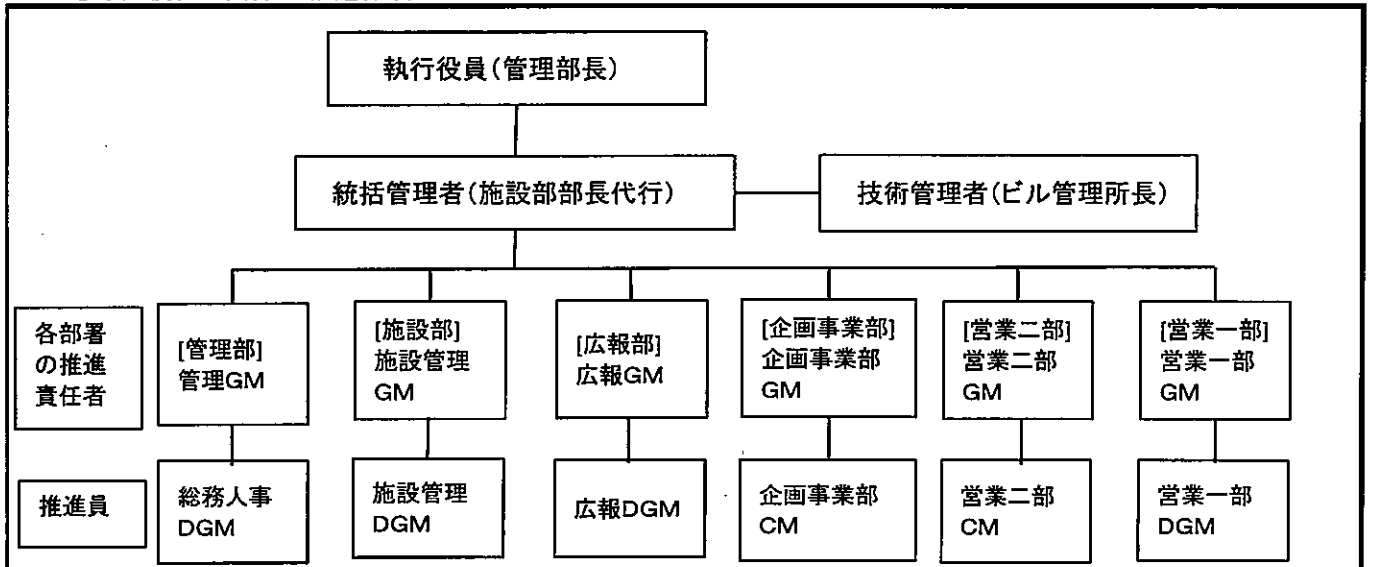 執行役員(管理部長)
統括管理者(施設部部長代行)
技術管理者(ビル管理所長)
各部署
の推進
責任者
[管理部]
管理GM
[施設部]
施設管理
GM
[広報部]
広報GM
[企画事業部]
企画事業部
GM
[営業二部]
営業二部
GM
[営業一部]
営業一部
GM
推進員
総務人事
DGM
施設管理
DGM
広報DGM
企画事業部
CM
営業二部
CM
営業一部
DGM